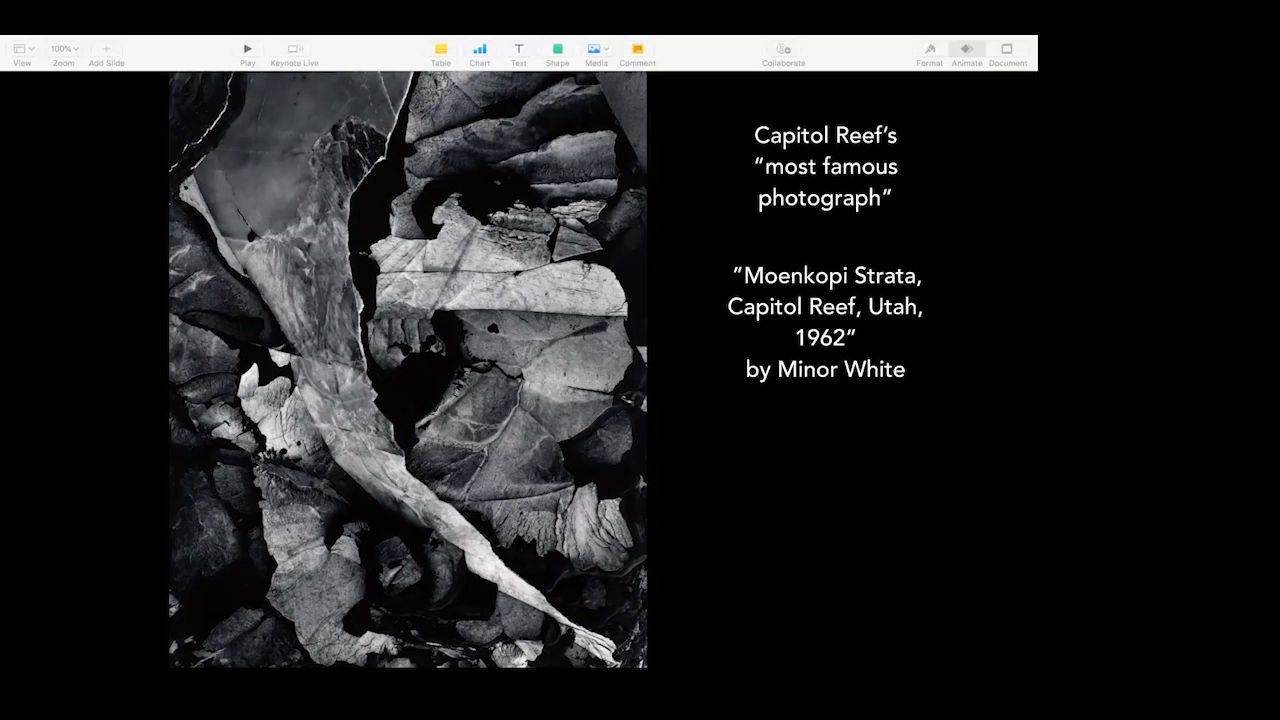 View
100%
Zoom
Add Slide
Play
Keynote Live
Table
Chart
T
Text
Shape
Media
Comment
Collaborate
Format
Animate
Document
Capitol Reef’s
”most famous
photograph”
”Moenkopi Strata,
Capitol Reef, Utah,
1962”
by Minor White